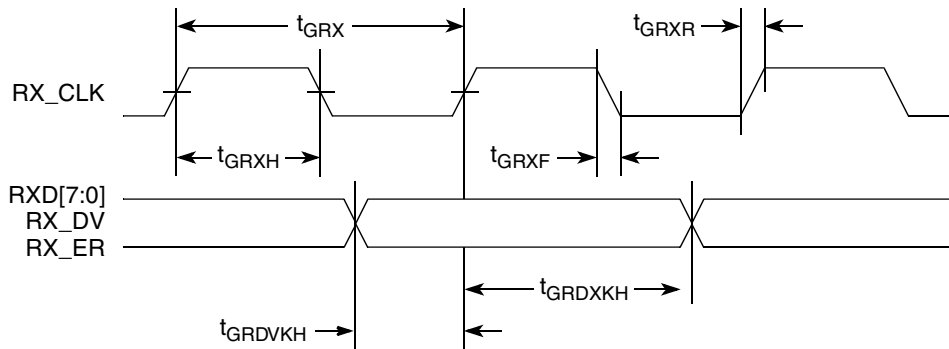 tGRX
tGRXR
RX_CLK
tGRXH
tGRXF
RXD[7:0]
RX_DV
RX_ER
tGRDXKH
tGRDVKH